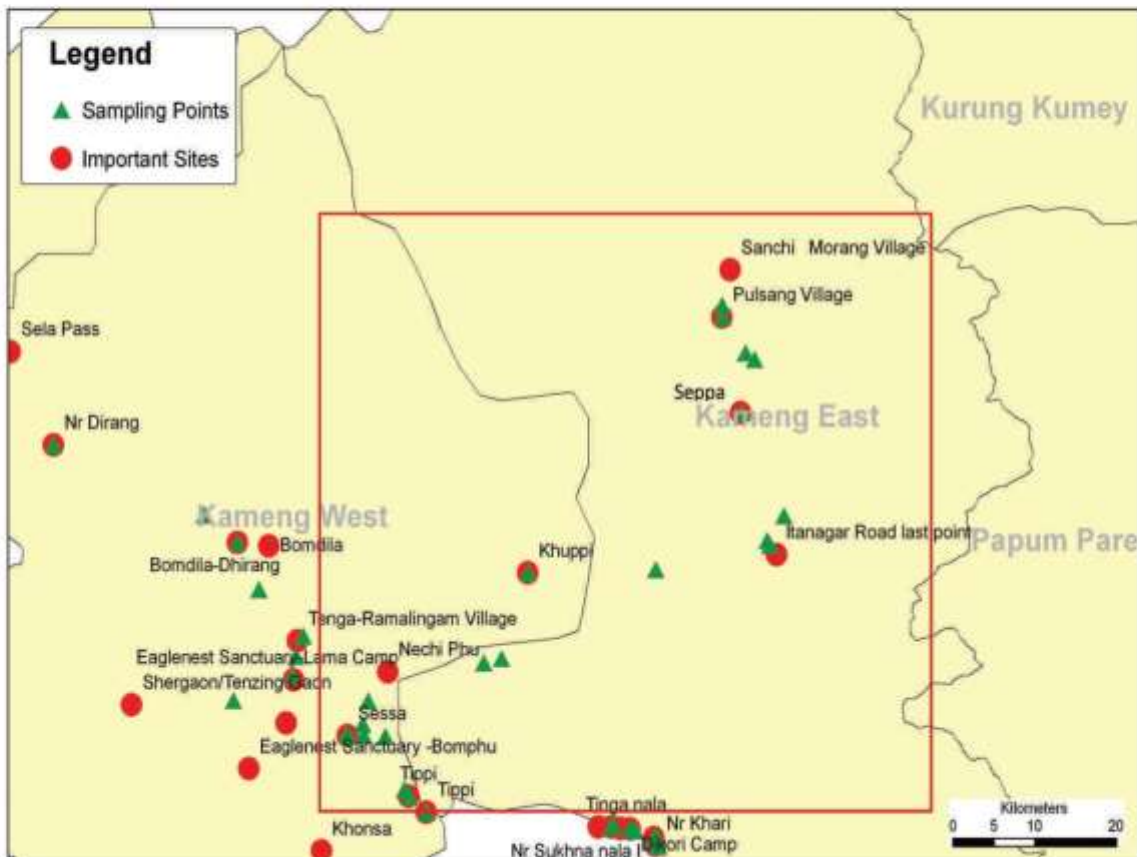 Legend
Sampling Points
Important Sites
Kurung Kumey
Sanchi Morang Village
Pulsang Village
Sela Pass
Seppa
Kameng East
Nr Dirang
Kameng West
Itanagar Road last point
Papum Pare
Bomdila
Khuppi
Bomdila-Dhirang
Tenga-Ramalingam Village
Eaglenest Sanctuary Lama Camp
Nechi Phu
Shergaon/Tenzing Gaon
Sessa
Eaglenest Sanctuary -Bomphu
Tippi
Tippi
Kilometers
0 5 10 20
Tinga nala
Khonsa
Nr Khari
Nr Sukhna nala
Camp